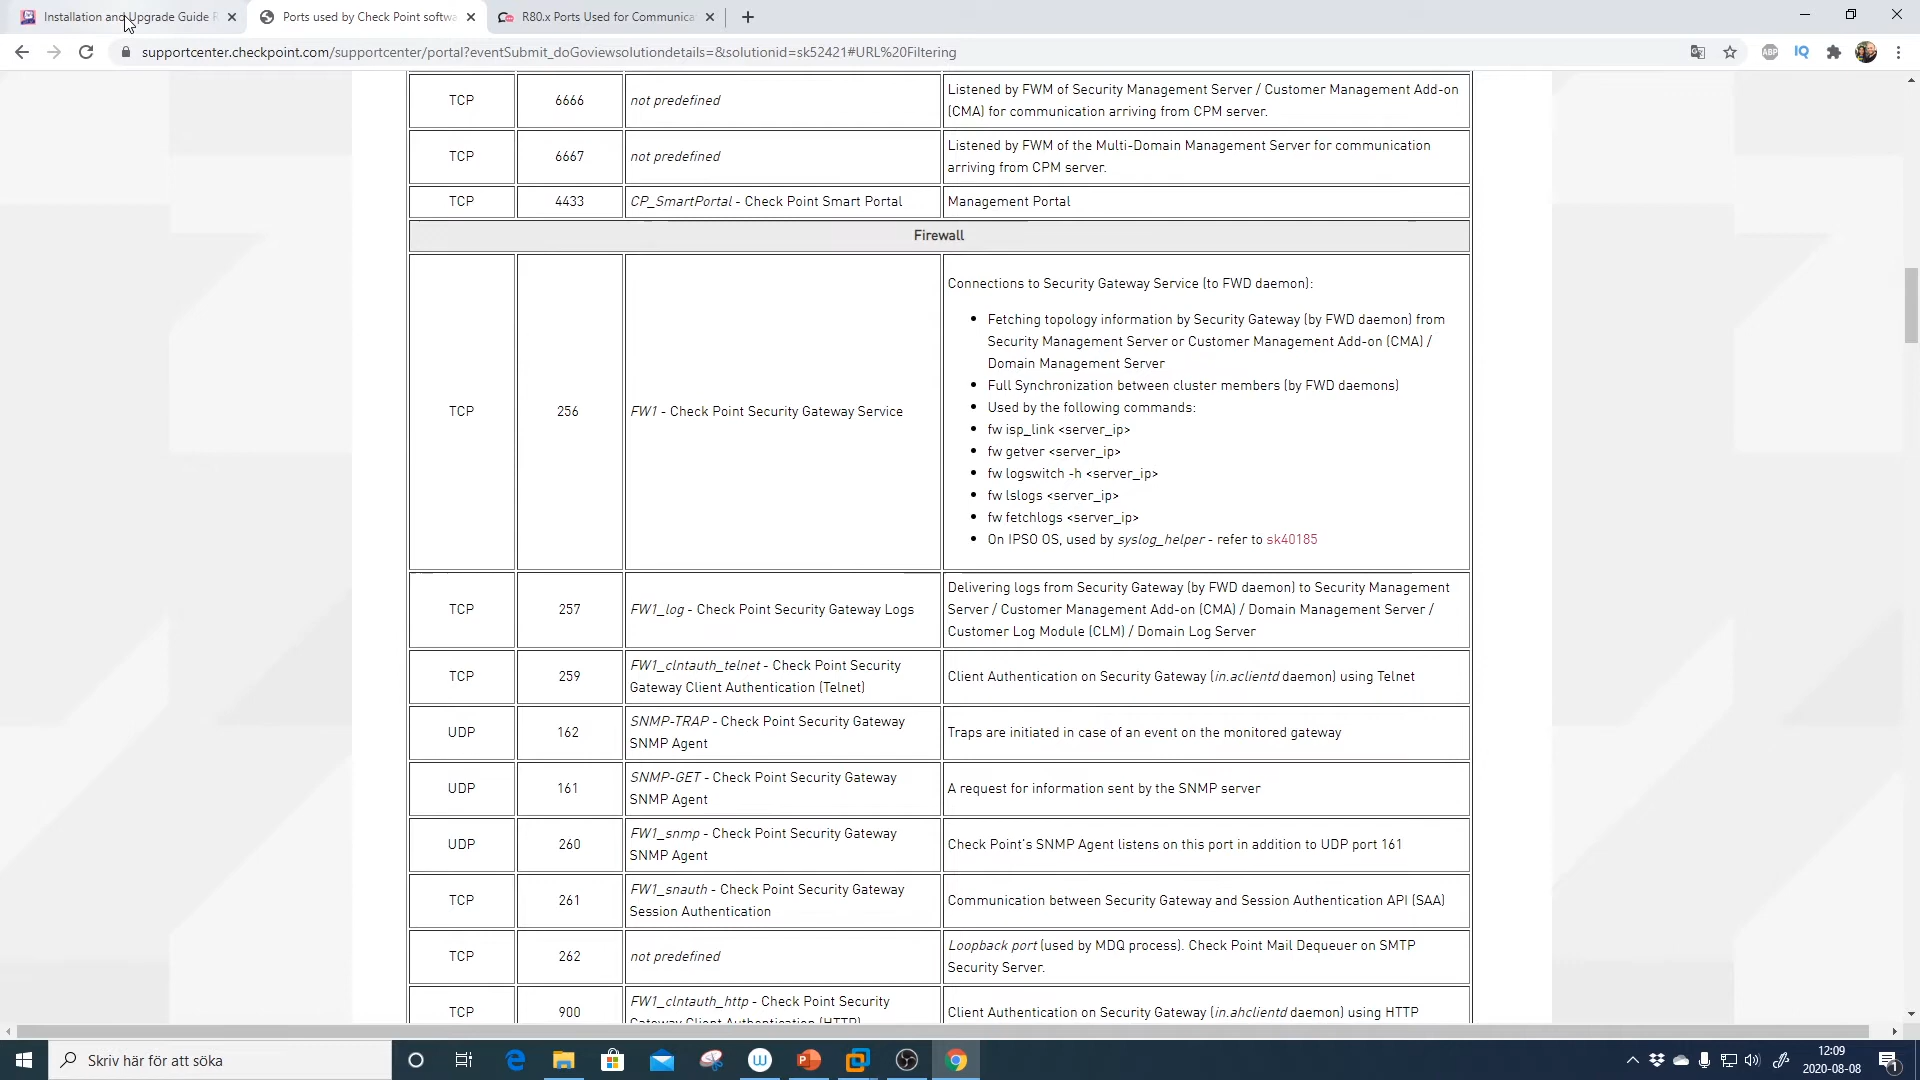 Installation and Upgrade Guide R
Ports used by Check Point softwa
R80.x Ports Used for Communica
supportcenter.checkpoint.com/supportcenter/portal?eventSubmit_doGoviewsolutiondetails=&solutionid=sk52421#URL%20Filtering
ABP
IQ
TCP 6666 not predefined Listened by FWM of Security Management Server / Customer Management Add-on
(CMA) for communication arriving from CPM server.
TCP 6667 not predefined Listened by FWM of the Multi-Domain Management Server for communication
arriving from CPM server.
TCP 4433 CP_SmartPortal - Check Point Smart Portal Management Portal
Firewall
TCP 256 FW1 - Check Point Security Gateway Service
Connections to Security Gateway Service (to FWD daemon):
• Fetching topology information by Security Gateway (by FWD daemon) from
Security Management Server or Customer Management Add-on (CMA) /
Domain Management Server
• Full Synchronization between cluster members (by FWD daemons)
• Used by the following commands:
• fw isp_link <server_ip>
• fw getver <server_ip>
• fw logswitch -h <server_ip>
• fw lslogs <server_ip>
• fw fetchlogs <server_ip>
• On IPSO OS, used by syslog_helper - refer to sk40185
TCP 257 FW1_log - Check Point Security Gateway Logs
Delivering logs from Security Gateway (by FWD daemon) to Security Management
Server / Customer Management Add-on (CMA) / Domain Management Server /
Customer Log Module (CLM) / Domain Log Server
TCP 259 FW1_clntauth_telnet - Check Point Security
Gateway Client Authentication (Telnet)
Client Authentication on Security Gateway (in.aclientd daemon) using Telnet
UDP 162 SNMP-TRAP - Check Point Security Gateway
SNMP Agent
Traps are initiated in case of an event on the monitored gateway
UDP 161 SNMP-GET - Check Point Security Gateway
SNMP Agent
A request for information sent by the SNMP server
UDP 260 FW1_snmp - Check Point Security Gateway
SNMP Agent
Check Point's SNMP Agent listens on this port in addition to UDP port 161
TCP 261 FW1_snauth - Check Point Security Gateway
Session Authentication
Communication between Security Gateway and Session Authentication API (SAA)
TCP 262 not predefined Loopback port (used by MDQ process). Check Point Mail Dequeuer on SMTP
Security Server.
TCP 900 FW1_clntauth_http - Check Point Security
Gateway Client Authentication (HTTP)
Client Authentication on Security Gateway (in.ahclientd daemon) using HTTP
Skriv här för att söka
12:09
2020-08-08
1